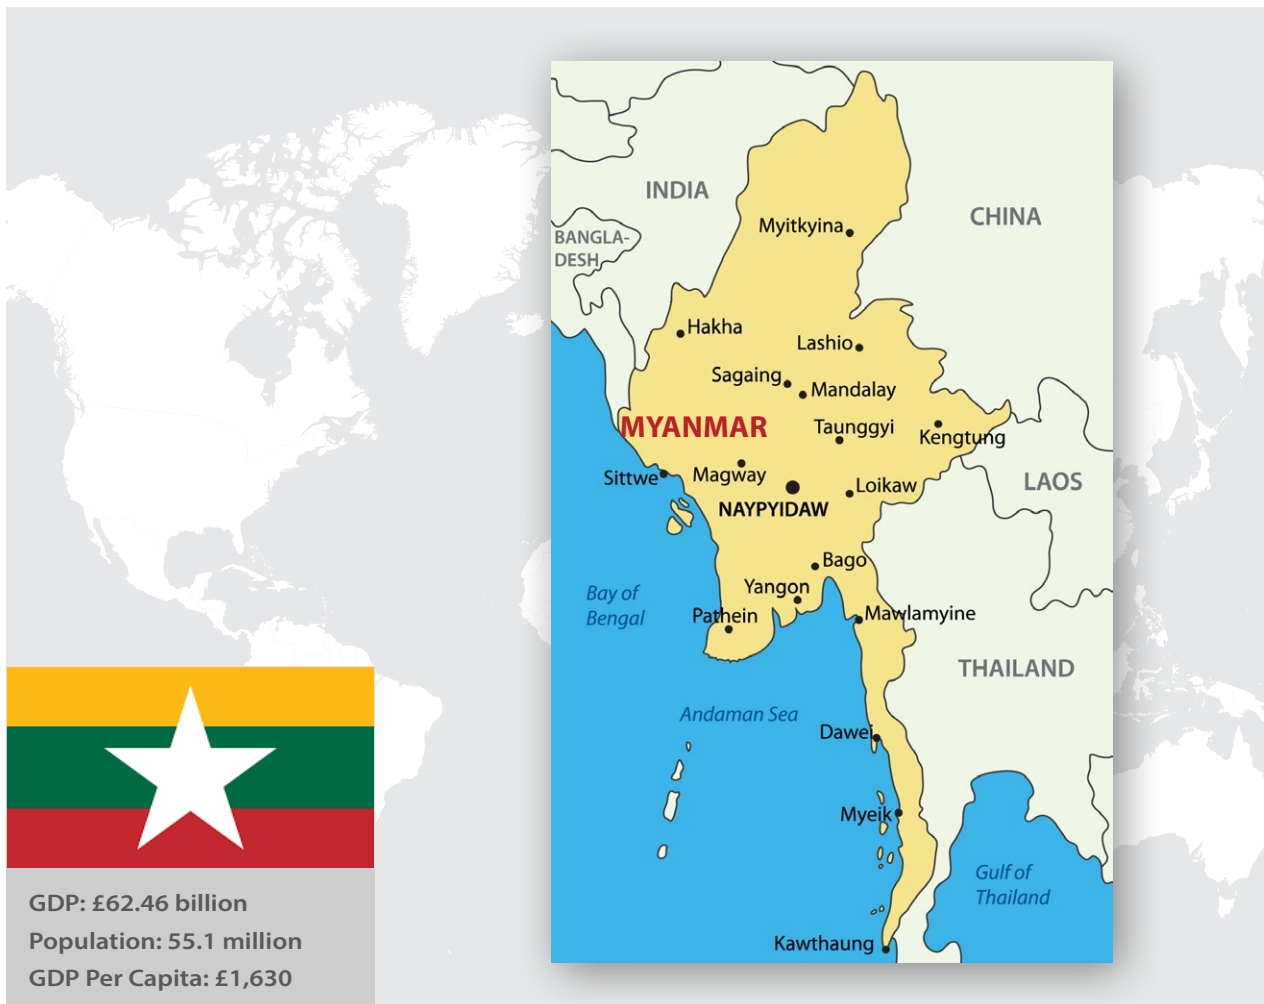 INDIA
CHINA
BANGLA-
DESH
Myitkyina
Hakha
Lashio
Sagaing
Mandalay
MYANMAR
Taunggyi
Kengtung
Sittwe
Magway
Loikaw
LAOS
NAYPYIDAW
Bago
Yangon
Bay of
Bengal
Pathein
Mawlamyine
THAILAND
Andaman Sea
Dawei
Myeik
Gulf of
Thailand
Kawthaung
GDP: £62.46 billion
Population: 55.1 million
GDP Per Capita: £1,630